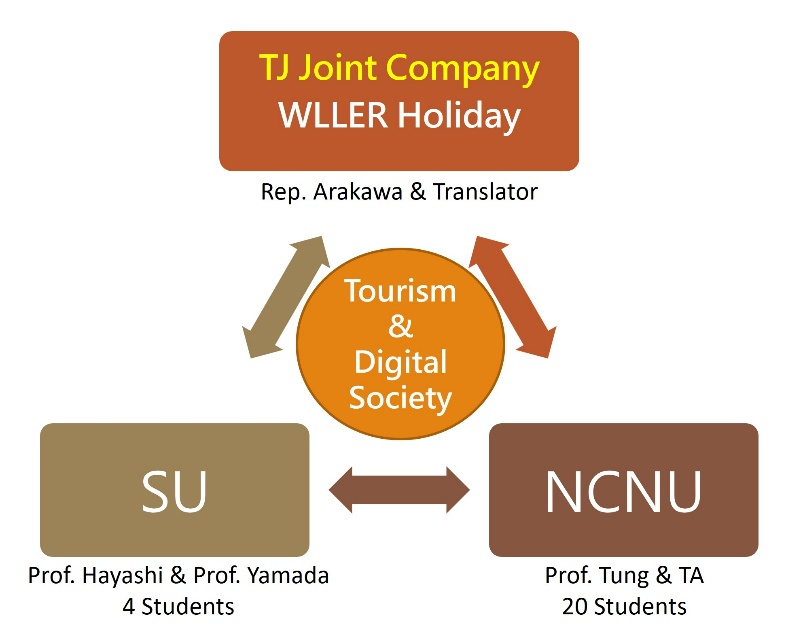 TJ Joint Company
WLLER Holiday
Rep. Arakawa & Translator
Tourism
&
Digital
Society
SU
NCNU
Prof. Hayashi & Prof. Yamada
4 Students
Prof. Tung & TA
20 Students